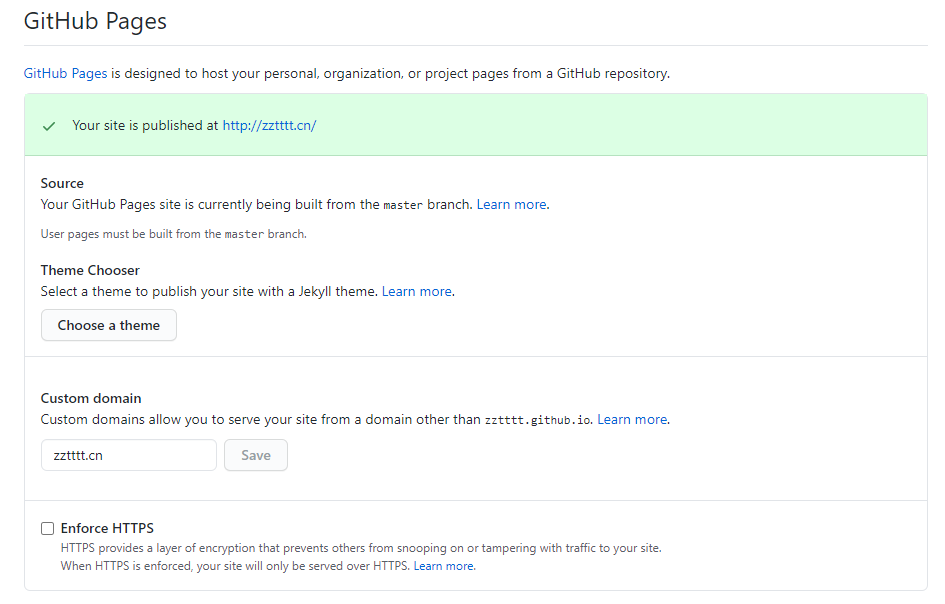 GitHub Pages
GitHub Pages is designed to host your personal, organization, or project pages from a GitHub repository.
Your site is published at http://zztttt.cn/
Source
Your GitHub Pages site is currently being built from the master branch. Learn more.
User pages must be built from the master branch.
Theme Chooser
Select a theme to publish your site with a Jekyll theme. Learn more.
Choose a theme
Custom domain
Custom domains allow you to serve your site from a domain other than zztttt.github.io. Learn more.
zztttt.cn Save
Enforce HTTPS
HTTPS provides a layer of encryption that prevents others from snooping on or tampering with traffic to your site.
When HTTPS is enforced, your site will only be served over HTTPS. Learn more.